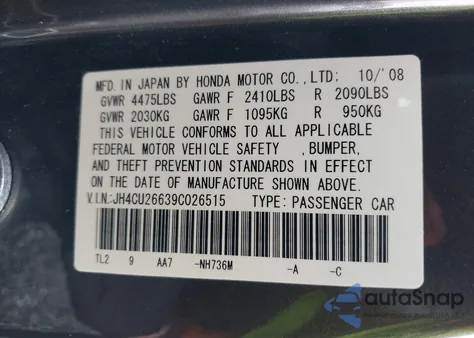 MFD. IN JAPAN BY HONDA MOTOR CO., LTD: 10/'08
GVWR 4475LBS GAWR F 2410LBS R 2090LBS
GVWR 2030KG GAWR F 1095KG R 950KG
THIS VEHICLE CONFORMS TO ALL APPLICABLE
FEDERAL MOTOR VEHICLE SAFETY , BUMPER,
AND THEFT PREVENTION STANDARDS IN EFFECT
ON THE DATE OF MANUFACTURE SHOWN ABOVE.
V.I.N:JH4CU26639C026515 TYPE: PASSENGER CAR
TL2 9 AA7 -NH736M -A -C
autoSnap